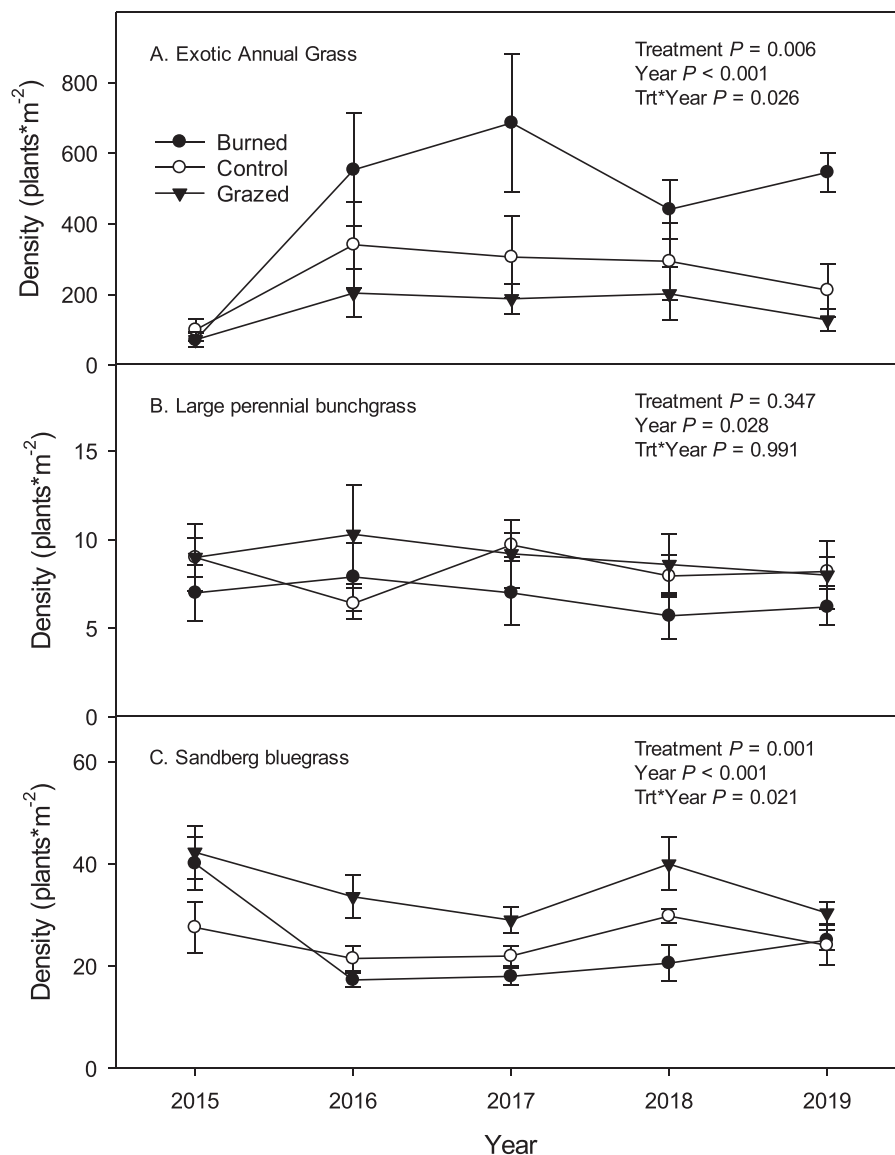 A. Exotic Annual Grass
Treatment P = 0.006
Year P < 0.001
Trt*Year P = 0.026
Burned
Control
Grazed
Density (plants*m-2)
800
600
400
200
0
B. Large perennial bunchgrass
Treatment P = 0.347
Year P = 0.028
Trt*Year P = 0.991
Density (plants*m-2)
15
10
5
0
C. Sandberg bluegrass
Treatment P = 0.001
Year P < 0.001
Trt*Year P = 0.021
Density (plants*m-2)
60
40
20
0
2015 2016 2017 2018 2019
Year